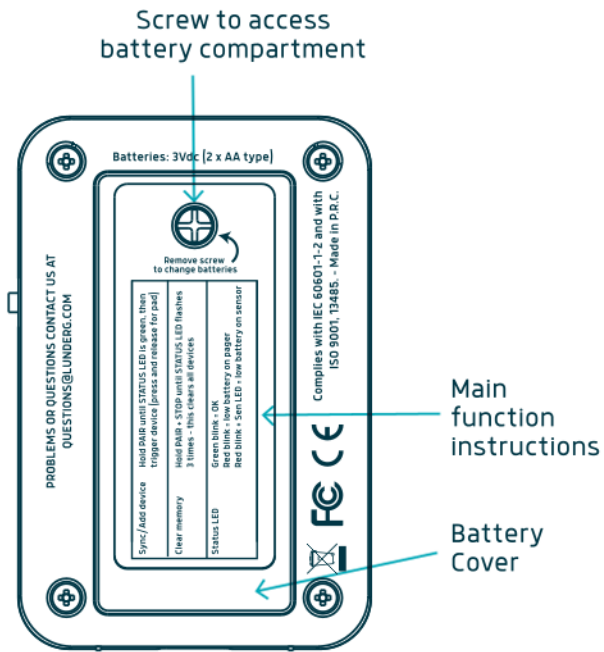 Screw to access
battery compartment
Batteries: 3Vdc (2 x AA type)
Remove screw
to change batteries
PROBLEMS OR QUESTIONS CONTACT US AT
QUESTIONS@LUNDERG.COM
Sync/Add device
Hold PAIR until STATUS LED is green, then
trigger device (press and release for pad)
Clear memory
Hold PAIR + STOP until STATUS LED flashes
3 times - this clears all devices
Status LED
Green blink = OK
Red blink = low battery on pager
Red blink + Sen LED = low battery on sensor
Complies with IEC 60601-1-2 and with
ISO 9001, 13485. - Made in P.R.C.
FC CE
Main
function
instructions
Battery
Cover